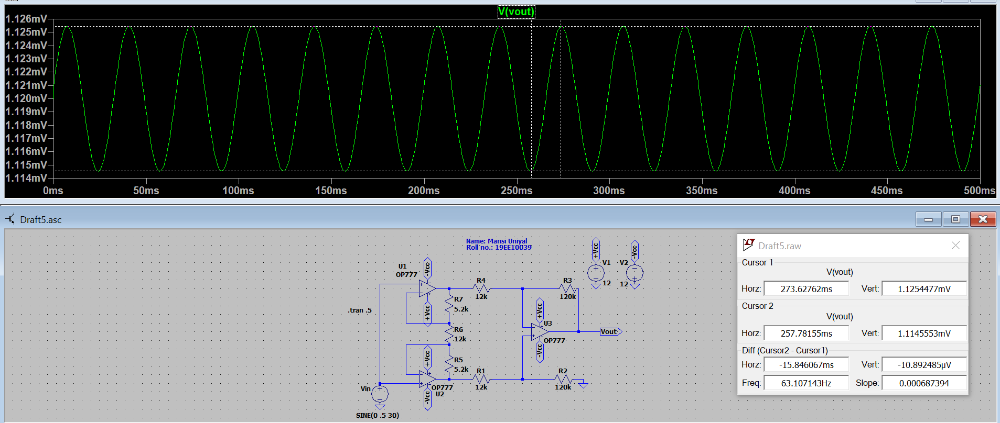 V(vout)
1.126mV
1.125mV
1.124mV
1.123mV
1.122mV
1.121mV
1.120mV
1.119mV
1.118mV
1.117mV
1.116mV
1.115mV
1.114mV
0ms 50ms 100ms 150ms 200ms 250ms 300ms 350ms 400ms 450ms 500ms
Draft5.asc
Name: Mansi Uniyal
Roll no.: 19EE10039
U1
OP777
-Vcc
+Vcc
R4
12k
R3
120k
R7
5.2k
.tran .5
R6
12k
+Vcc
U3
OP777
-Vcc
Vout
+Vcc
R5
5.2k
R1
12k
R2
120k
OP777
U2
-Vcc
Vin
SINE(0 .5 30)
+Vcc
V1
12
-Vcc
V2
12
Draft5.raw
Cursor 1
V(vout)
Horz: 273.62762ms Vert: 1.1254477mV
Cursor 2
V(vout)
Horz: 257.78155ms Vert: 1.1145553mV
Diff (Cursor2 - Cursor1)
Horz: -15.846067ms Vert: -10.892485µV
Freq: 63.107143Hz Slope: 0.000687394